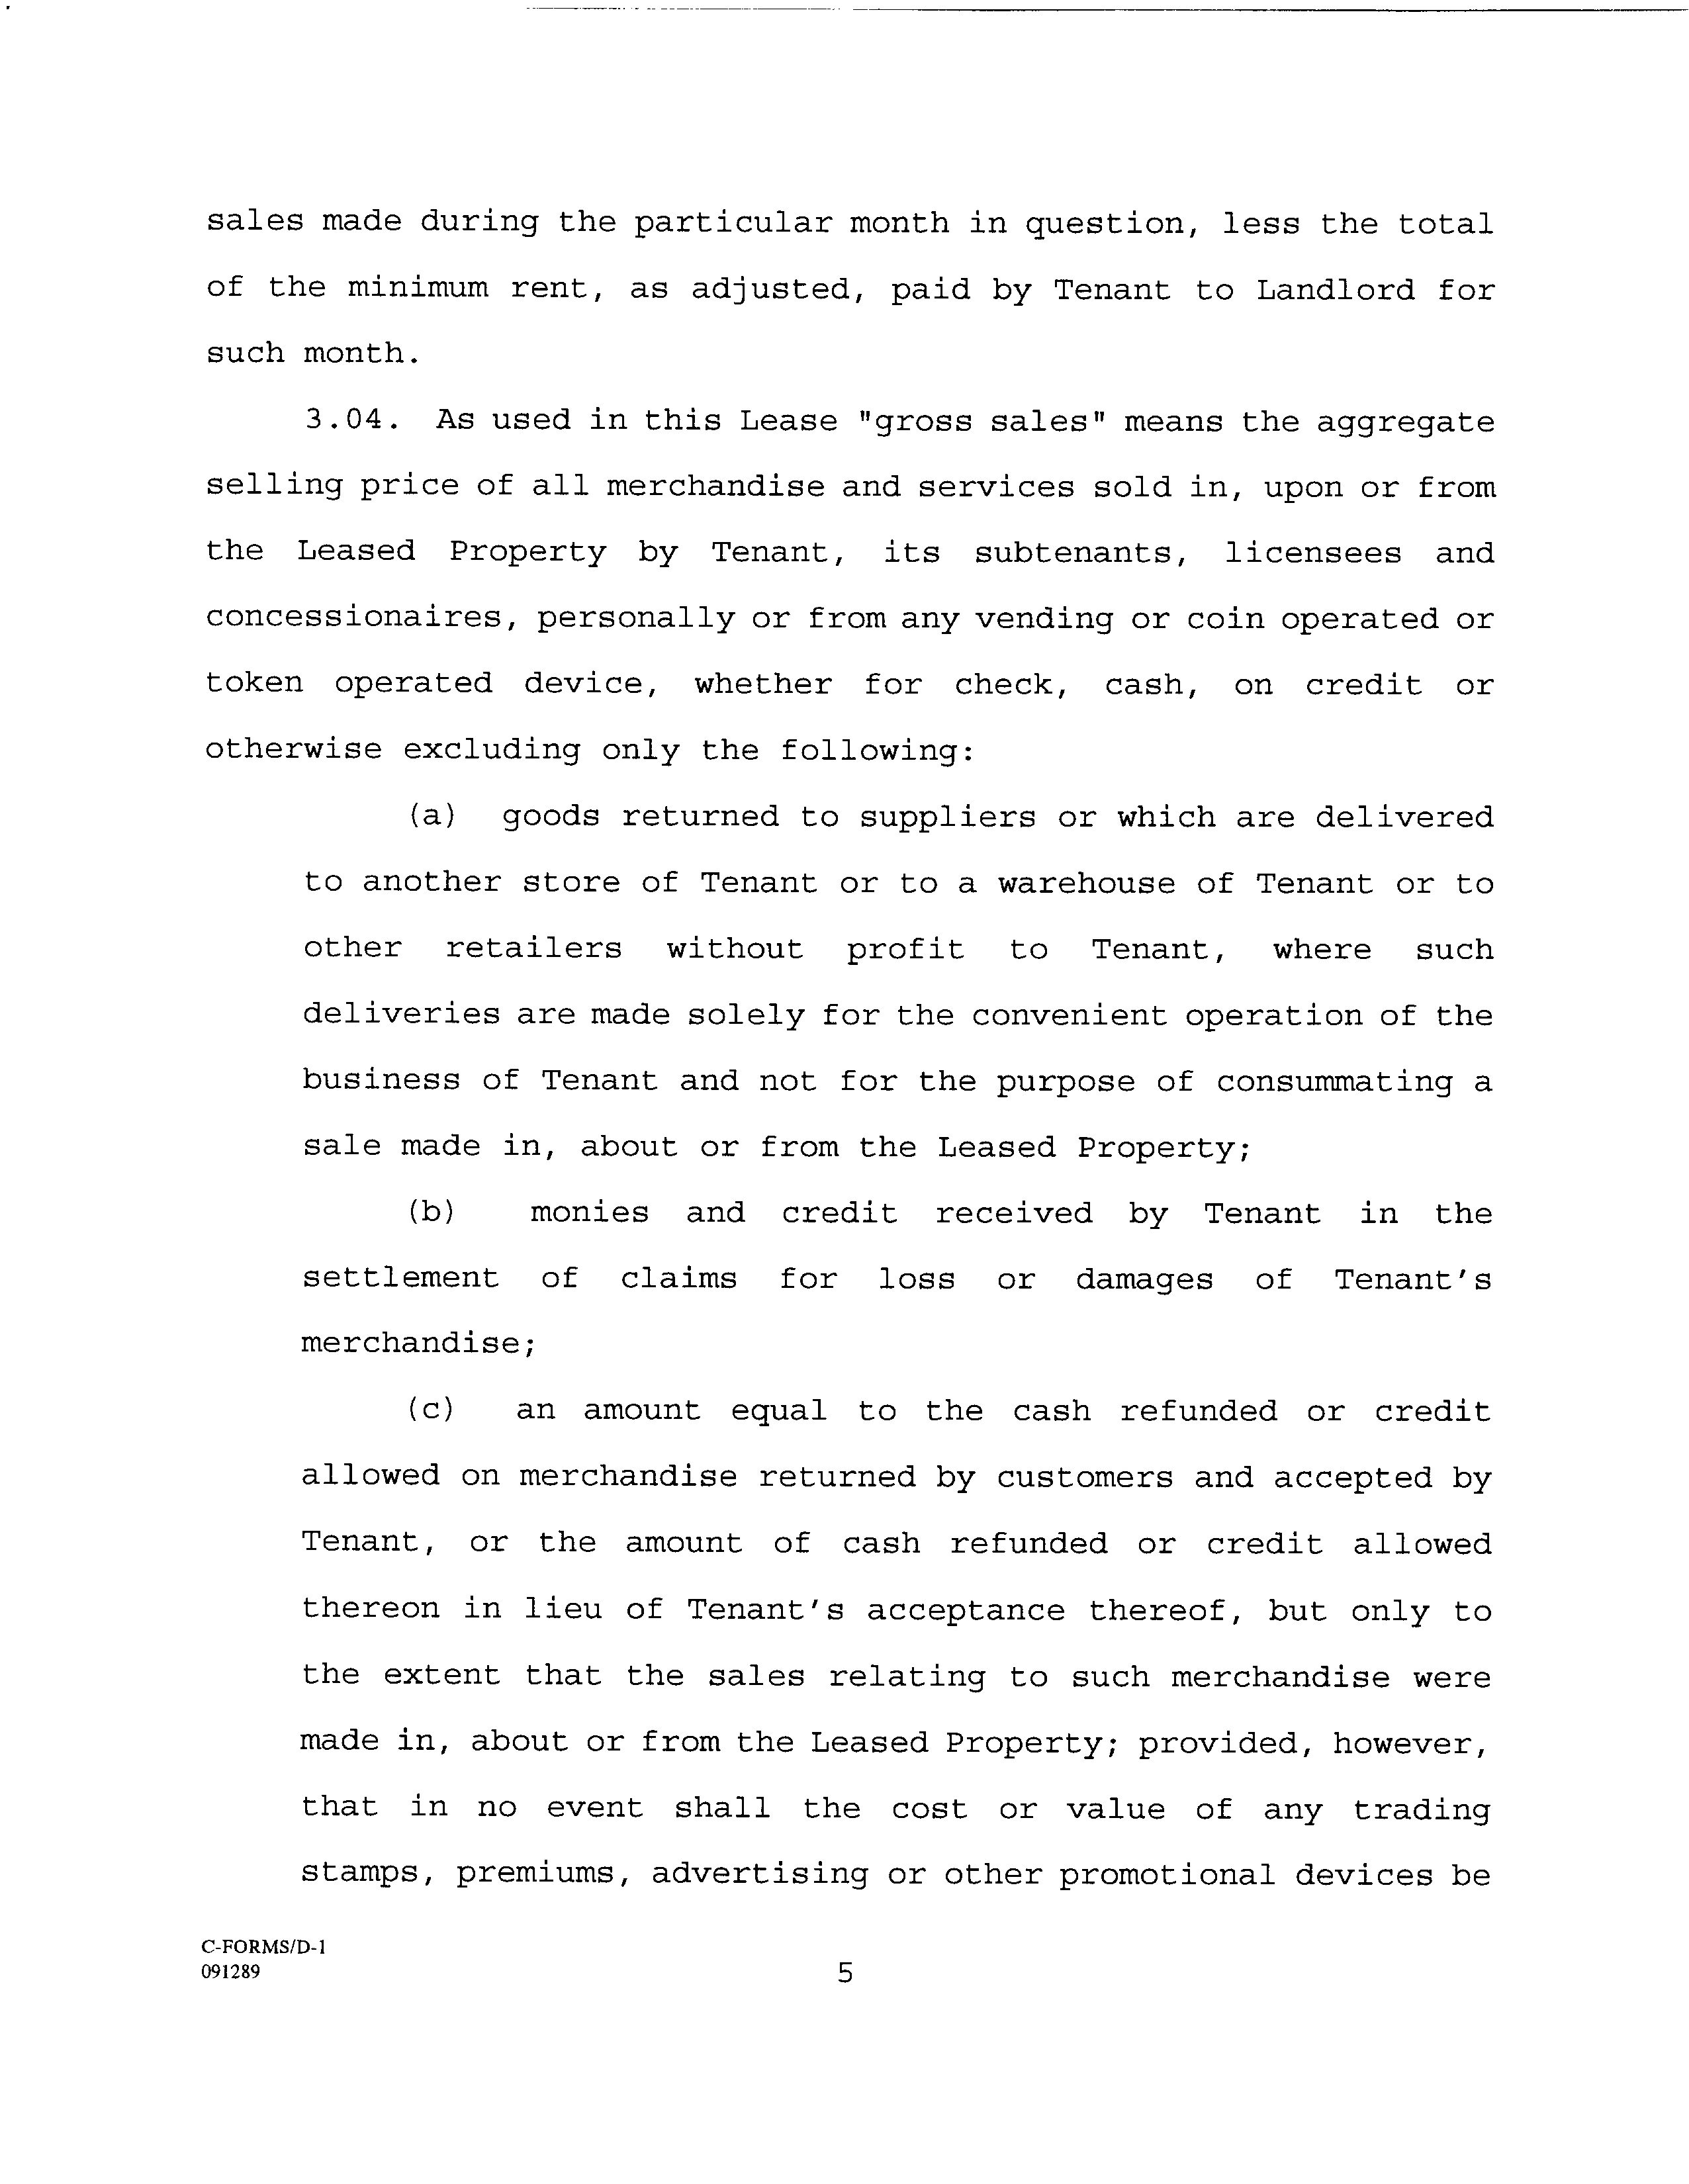 sales made during the particular month in question, less the total
of the minimum rent, as adjusted, paid by Tenant to Landlord for
such month.
3.04. As used in this Lease "gross sales" means the aggregate
selling price of all merchandise and services sold in, upon or from
the Leased Property by Tenant, its subtenants, licensees and
concessionaires, personally or from any vending or coin operated or
token operated device, whether for check, cash, on credit or
otherwise excluding only the following:
(a) goods returned to suppliers or which are delivered
to another store of Tenant or to a warehouse of Tenant or to
other retailers without profit to Tenant, where such
deliveries are made solely for the convenient operation of the
business of Tenant and not for the purpose of consummating a
sale made in, about or from the Leased Property;
(b) monies and credit received by Tenant in the
settlement of claims for loss or damages of Tenant's
merchandise;
(c) an amount equal to the cash refunded or credit
allowed on merchandise returned by customers and accepted by
Tenant, or the amount of cash refunded or credit allowed
thereon in lieu of Tenant's acceptance thereof, but only to
the extent that the sales relating to such merchandise were
made in, about or from the Leased Property; provided, however,
that in no event shall the cost or value of any trading
stamps, premiums, advertising or other promotional devices be
C-FORMS/D-1
091289
5